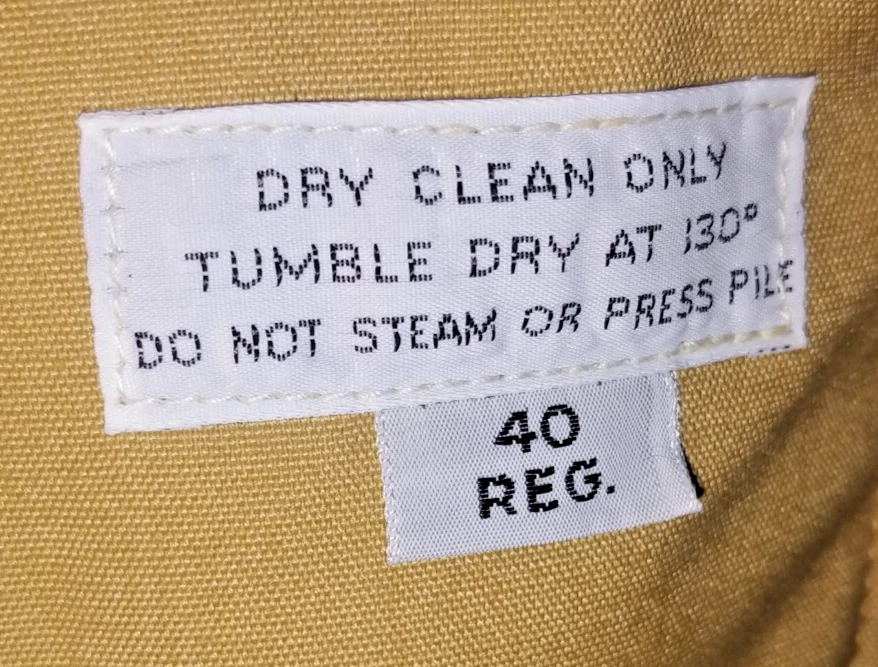 DRY CLEAN ONLY
TUMBLE DRY AT 130°
DO NOT STEAM OR PRESS PILE
40
REG.